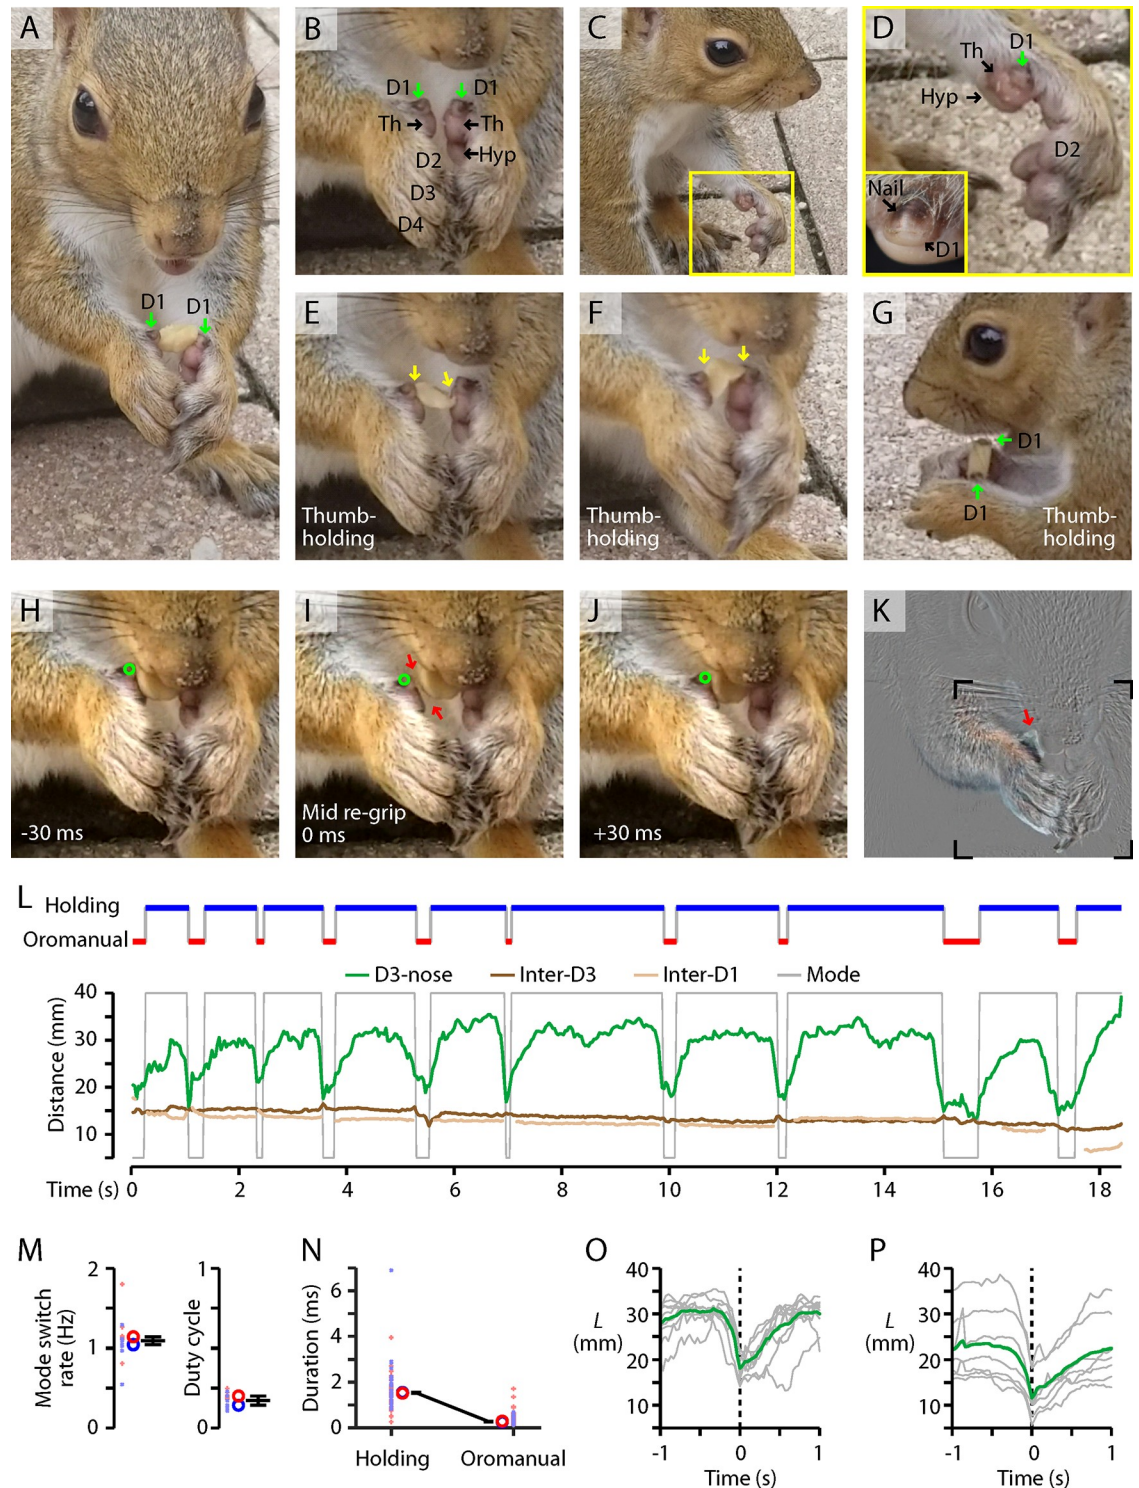 A
D1
D1
B
D1
D1
Th
Th
D2
Hyp
D3
D4
C
D
D1
Th
Hyp
D2
Nail
D1
E
Thumb-
holding
F
Thumb-
holding
G
D1
D1
Thumb-
holding
H
-30 ms
I
Mid re-grip
0 ms
J
+30 ms
K
L
Holding
Oromanual
D3-nose
Inter-D3
Inter-D1
Mode
Distance (mm)
40
30
20
10
Time (s)
0
2
4
6
8
10
12
14
16
18
M
Mode switch
rate (Hz)
2
1
0
Duty cycle
1
0
N
Duration (ms)
6
4
2
0
Holding
Oromanual
O
L
(mm)
40
30
20
10
5
-1
0
1
Time (s)
P
L
(mm)
40
30
20
10
5
-1
0
1
Time (s)